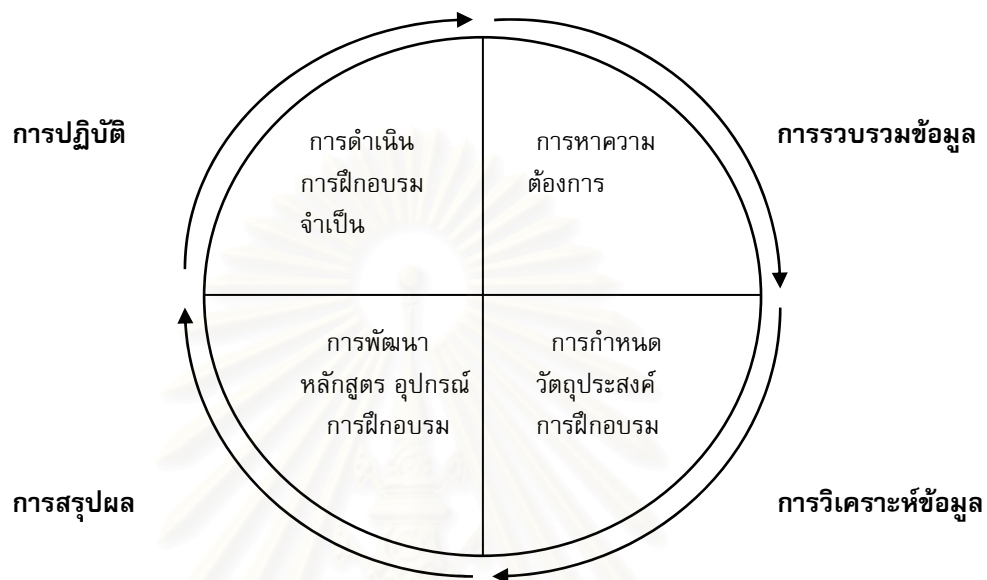 การปฏิบัติ
การดำเนิน
การฝึกอบรม
จำเป็น
การหาความ
ต้องการ
การรวบรวมข้อมูล
การพัฒนา
หลักสูตร อุปกรณ์
การฝึกอบรม
การกำหนด
วัตถุประสงค์
การฝึกอบรม
การสรุปผล
การวิเคราะห์ข้อมูล